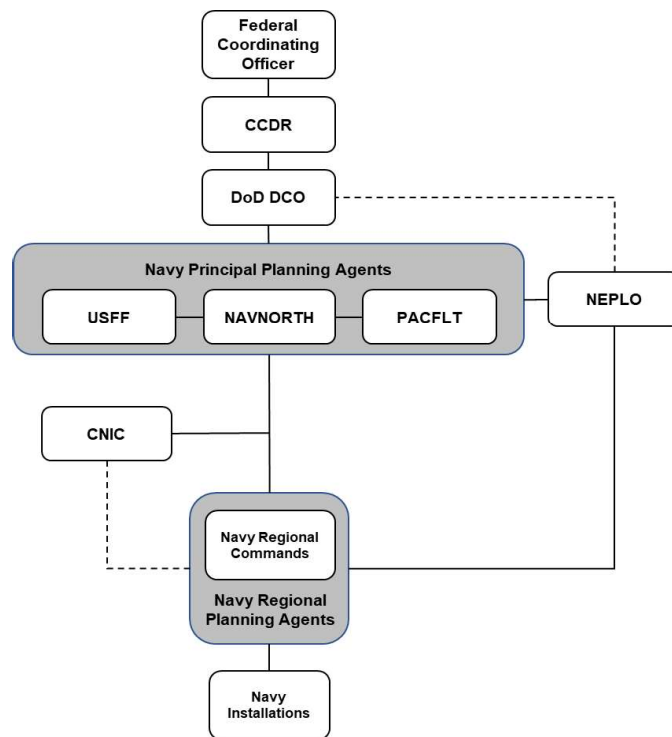 Federal
Coordinating
Officer
CCDR
DoD DCO
Navy Principal Planning Agents
USFF
NAVNORTH
PACFLT
NEPLO
CNIC
Navy Regional
Commands
Navy Regional
Planning Agents
Navy
Installations